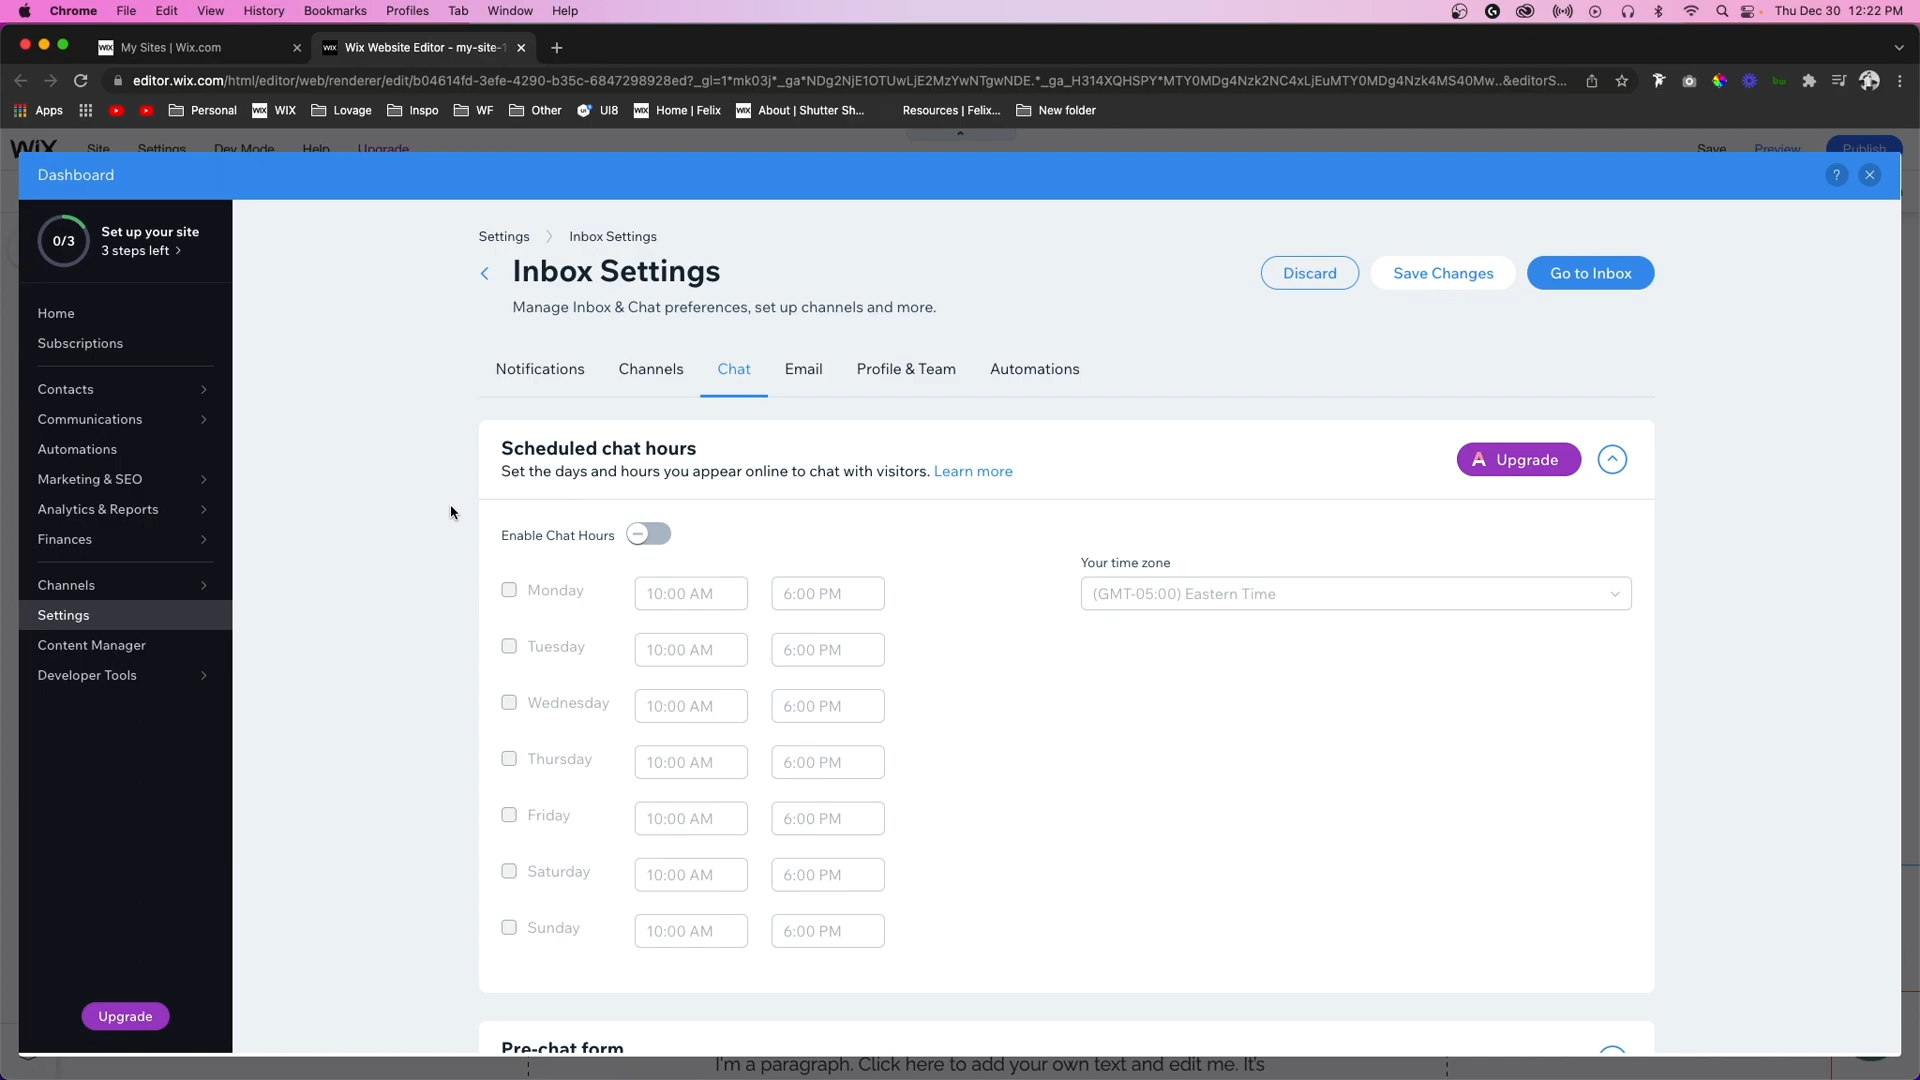 Chrome File Edit View History Bookmarks Profiles Tab Window Help Thu Dec 30 12:22 PM
WIX My Sites | Wix.com WIX Wix Website Editor - my-site-1
editor.wix.com/html/editor/web/renderer/edit/b04614fd-3efe-4290-b35c-6847298928ed?_gl=1*mk03j*_ga*NDg2NjE1OTUwLjE2MzYwNTgwNDE.*_ga_H314XQHSPY*MTY0MDg4Nzk2NC4xLjEuMTY0MDg4Nzk4MS40Mw..&editorS...
Apps Personal WIX WIX Lovage Inspo WF Other UI8 WIX Home | Felix WIX About | Shutter Sh... Resources | Felix... New folder
WIX Site Settings Dev Mode Help Upgrade Save Preview Publish
Dashboard ?
0/3
Set up your site
3 steps left
Home
Subscriptions
Contacts
Communications
Automations
Marketing & SEO
Analytics & Reports
Finances
Channels
Settings
Content Manager
Developer Tools
Upgrade
Settings Inbox Settings
Inbox Settings
Manage Inbox & Chat preferences, set up channels and more.
Discard Save Changes Go to Inbox
Notifications Channels Chat Email Profile & Team Automations
Scheduled chat hours
Set the days and hours you appear online to chat with visitors. Learn more
Upgrade
Enable Chat Hours
Your time zone
(GMT-05:00) Eastern Time
Monday 10:00 AM 6:00 PM
Tuesday 10:00 AM 6:00 PM
Wednesday 10:00 AM 6:00 PM
Thursday 10:00 AM 6:00 PM
Friday 10:00 AM 6:00 PM
Saturday 10:00 AM 6:00 PM
Sunday 10:00 AM 6:00 PM
Pre-chat form
I'm a paragraph. Click here to add your own text and edit me. It's